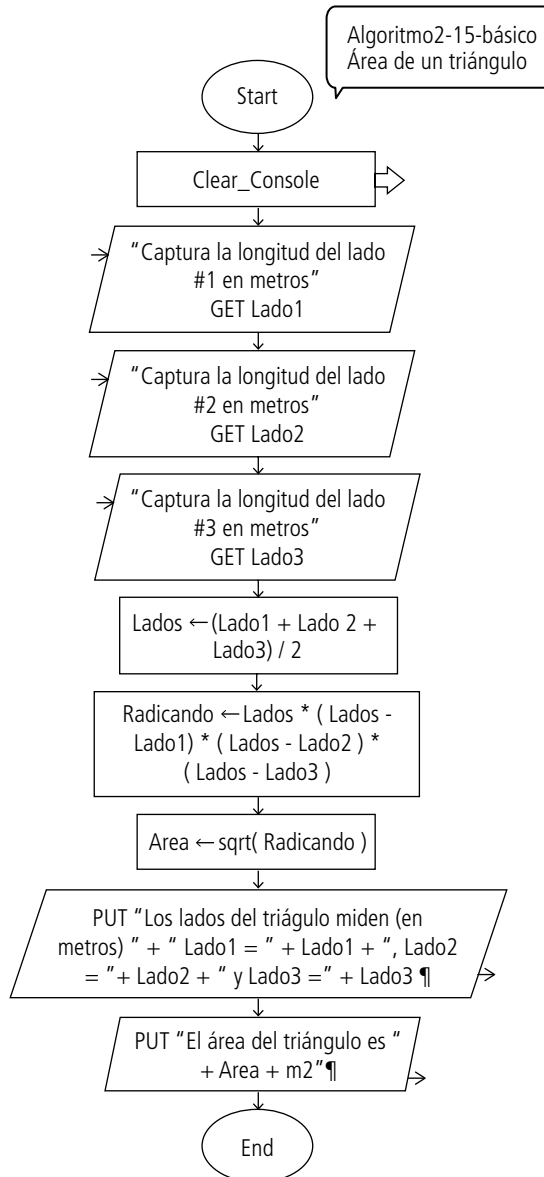 Algoritmo2-15-básico
Área de un triángulo
Start
Clear_Console
“Captura la longitud del lado
#1 en metros”
GET Lado1
“Captura la longitud del lado
#2 en metros”
GET Lado2
“Captura la longitud del lado
#3 en metros”
GET Lado3
Lados ←(Lado1 + Lado 2 +
Lado3) / 2
Radicando ←Lados * ( Lados -
Lado1) * ( Lados - Lado2 ) *
( Lados - Lado3 )
Area ← sqrt( Radicando )
PUT “Los lados del triágulo miden (en
metros) ” + “ Lado1 = ” + Lado1 + “, Lado2
= ”+ Lado2 + “ y Lado3 =” + Lado3 ¶
PUT “El área del triángulo es “
+ Area + m2”¶
End